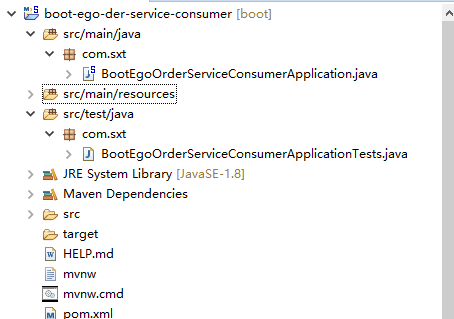 boot-ego-der-service-consumer [boot]
src/main/java
com.sxt
BootEgoOrderServiceConsumerApplication.java
src/main/resources
src/test/java
com.sxt
BootEgoOrderServiceConsumerApplicationTests.java
JRE System Library [JavaSE-1.8]
Maven Dependencies
src
target
HELP.md
mvnw
mvnw.cmd
pom.xml